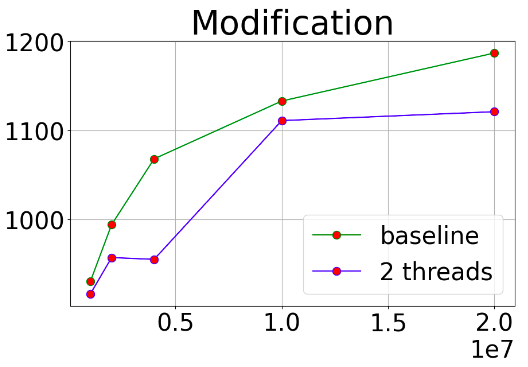 Modification
1200
1100
1000
baseline
2 threads
0.5 1.0 1.5 2.0
1e7